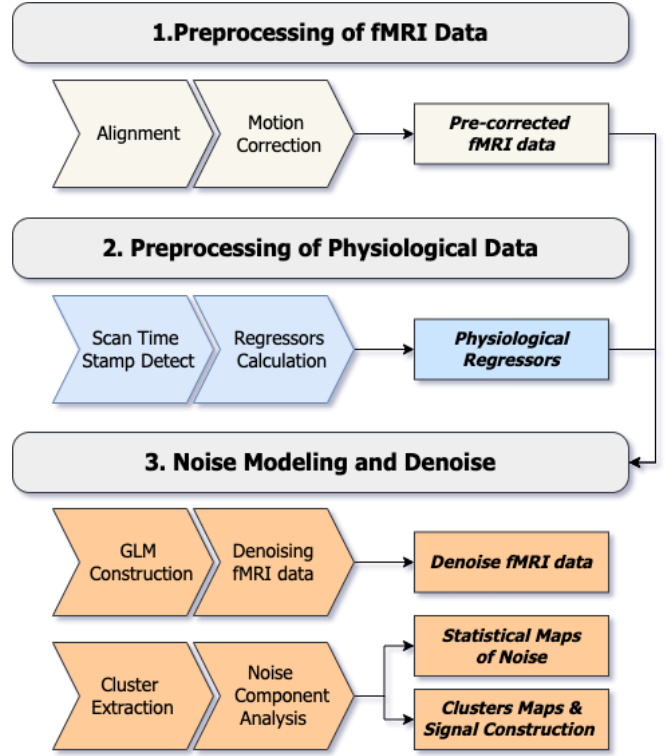 1.Preprocessing of fMRI Data
Alignment
Motion
Correction
Pre-corrected
fMRI data
2. Preprocessing of Physiological Data
Scan Time
Stamp Detect
Regressors
Calculation
Physiological
Regressors
3. Noise Modeling and Denoise
GLM
Construction
Denoising
fMRI data
Denoise fMRI data
Cluster
Extraction
Noise
Component
Analysis
Statistical Maps
of Noise
Clusters Maps &
Signal Construction